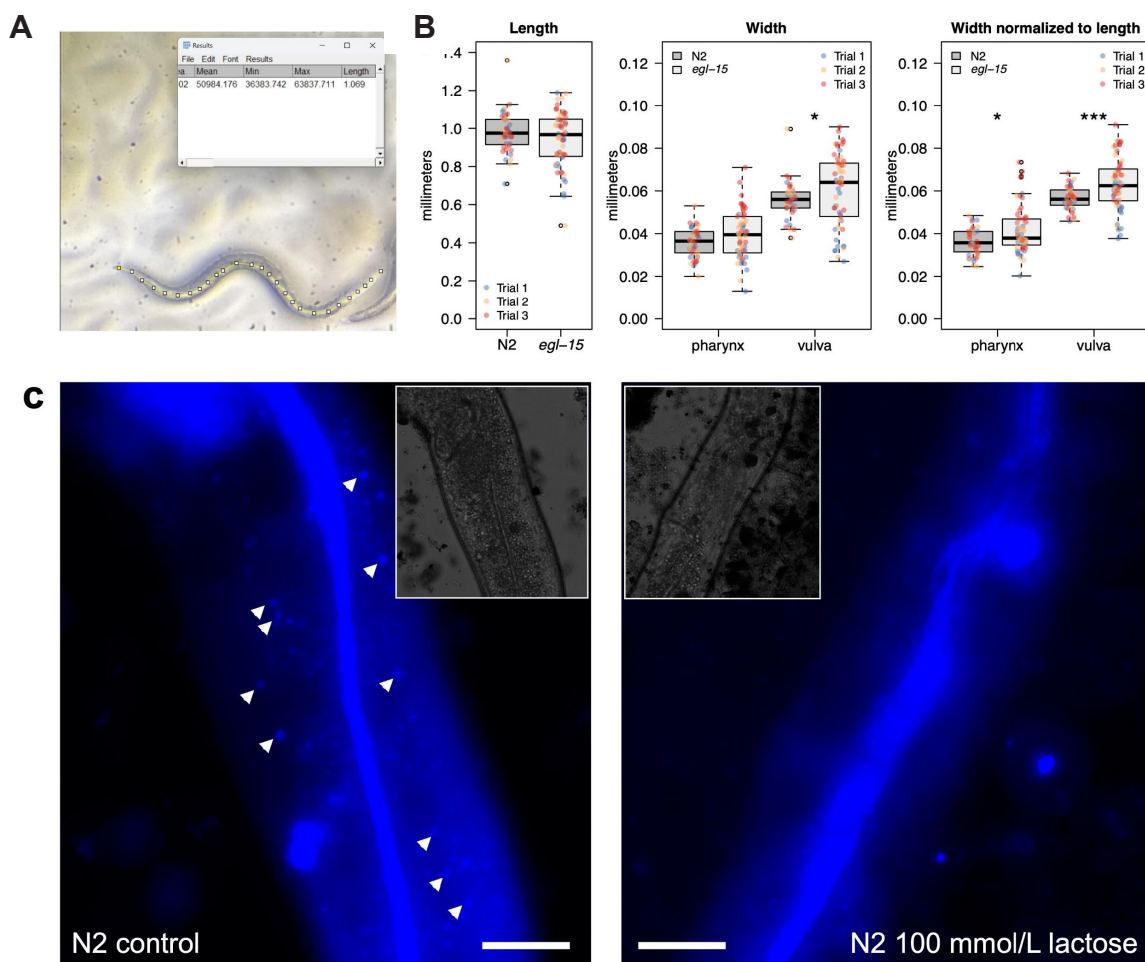 A
Results
File Edit Font Results
Mean Min Max Length
02 50984.176 36383.742 63837.711 1.069
B
Length
millimeters
1.4
1.2
1.0
0.8
0.6
0.4
0.2
0.0
Trial 1
Trial 2
Trial 3
N2 egl-15
Width
millimeters
0.12
0.10
0.08
0.06
0.04
0.02
0.00
N2
egl-15
Trial 1
Trial 2
Trial 3
*
pharynx vulva
Width normalized to length
millimeters
0.12
0.10
0.08
0.06
0.04
0.02
0.00
N2
egl-15
Trial 1
Trial 2
Trial 3
* ***
pharynx vulva
C
N2 control
N2 100 mmol/L lactose